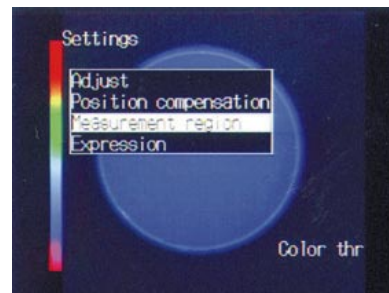 Settings
Adjust
Position compensation
Measurement region
Expression
Color thr